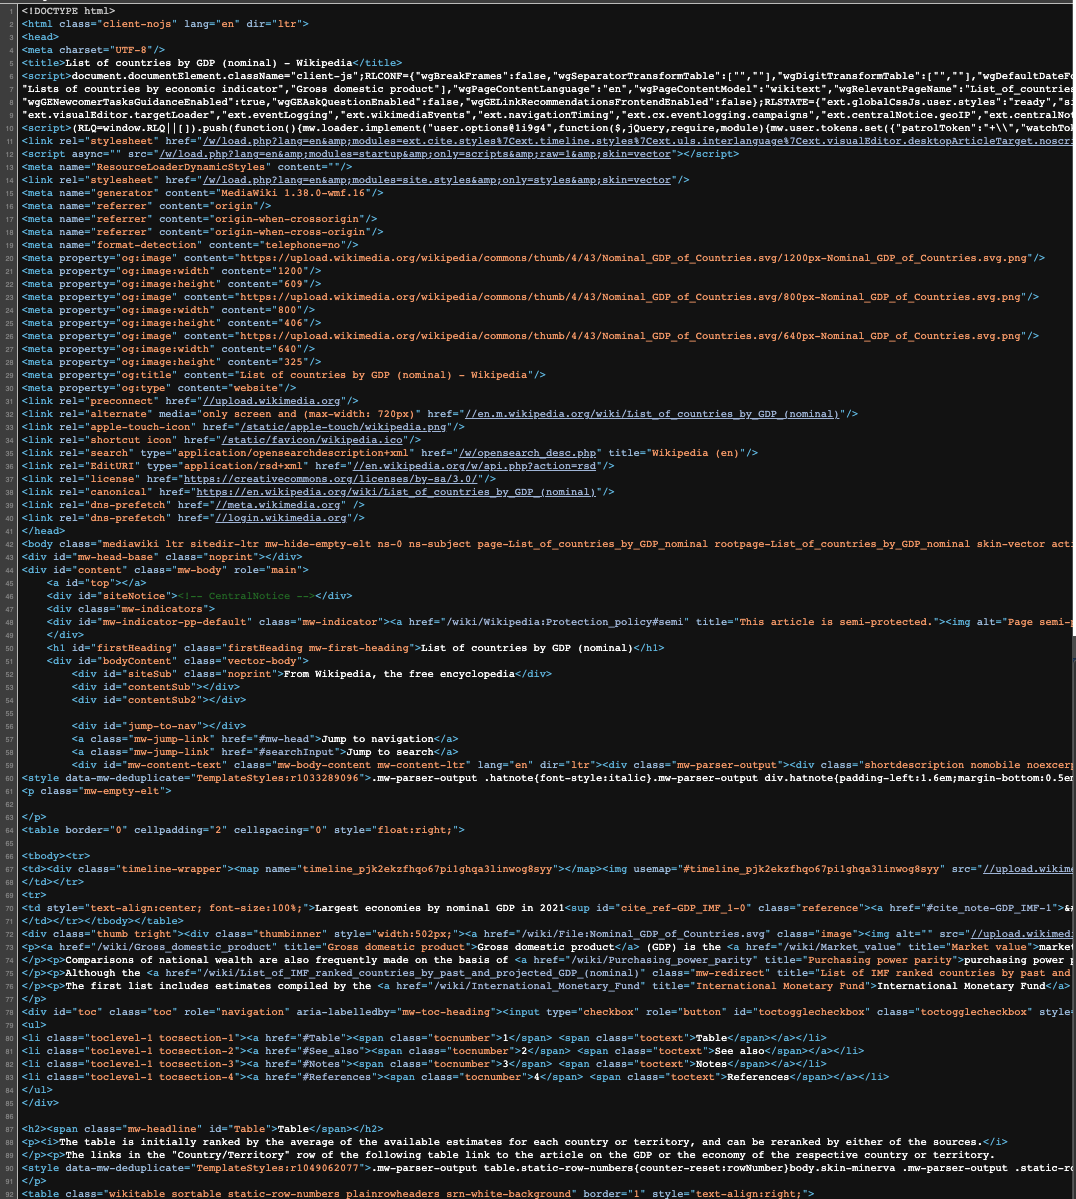 1 <!DOCTYPE html>
2 <html class="client-nojs" lang="en" dir="ltr">
3 <head>
4 <meta charset="UTF-8"/>
5 <title>List of countries by GDP (nominal) - Wikipedia</title>
6 <script>document.documentElement.className="client-js";RLCONF={"wgBreakFrames":false,"wgSeparatorTransformTable":["",""],"wgDigitTransformTable":["",""],"wgDefaultDateFo
7 "Lists of countries by economic indicator","Gross domestic product"],"wgPageContentLanguage":"en","wgPageContentModel":"wikitext","wgRelevantPageName":"List_of_countries
8 "wgGENewcomerTasksGuidanceEnabled":true,"wgGEAskQuestionEnabled":false,"wgGELinkRecommendationsFrontendEnabled":false};RLSTATE={"ext.globalCssJs.user.styles":"ready","si
9 "ext.visualEditor.targetLoader","ext.eventLogging","ext.wikimediaEvents","ext.navigationTiming","ext.cx.eventlogging.campaigns","ext.centralNotice.geoIP","ext.centralNot
10 <script>(RLQ=window.RLQ||[]).push(function(){mw.loader.implement("user.options@1i9g4",function($,jQuery,require,module){mw.user.tokens.set({"patrolToken":"+\\","watchTok
11 <link rel="stylesheet" href="/w/load.php?lang=en&amp;modules=ext.cite.styles%7Cext.timeline.styles%7Cext.uls.interlanguage%7Cext.visualEditor.desktopArticleTarget.noscri
12 <script async="" src="/w/load.php?lang=en&amp;modules=startup&amp;only=scripts&amp;raw=1&amp;skin=vector"></script>
13 <meta name="ResourceLoaderDynamicStyles" content=""/>
14 <link rel="stylesheet" href="/w/load.php?lang=en&amp;modules=site.styles&amp;only=styles&amp;skin=vector"/>
15 <meta name="generator" content="MediaWiki 1.38.0-wmf.16"/>
16 <meta name="referrer" content="origin"/>
17 <meta name="referrer" content="origin-when-crossorigin"/>
18 <meta name="referrer" content="origin-when-cross-origin"/>
19 <meta name="format-detection" content="telephone=no"/>
20 <meta property="og:image" content="https://upload.wikimedia.org/wikipedia/commons/thumb/4/43/Nominal_GDP_of_Countries.svg/1200px-Nominal_GDP_of_Countries.svg.png"/>
21 <meta property="og:image:width" content="1200"/>
22 <meta property="og:image:height" content="609"/>
23 <meta property="og:image" content="https://upload.wikimedia.org/wikipedia/commons/thumb/4/43/Nominal_GDP_of_Countries.svg/800px-Nominal_GDP_of_Countries.svg.png"/>
24 <meta property="og:image:width" content="800"/>
25 <meta property="og:image:height" content="406"/>
26 <meta property="og:image" content="https://upload.wikimedia.org/wikipedia/commons/thumb/4/43/Nominal_GDP_of_Countries.svg/640px-Nominal_GDP_of_Countries.svg.png"/>
27 <meta property="og:image:width" content="640"/>
28 <meta property="og:image:height" content="325"/>
29 <meta property="og:title" content="List of countries by GDP (nominal) - Wikipedia"/>
30 <meta property="og:type" content="website"/>
31 <link rel="preconnect" href="//upload.wikimedia.org"/>
32 <link rel="alternate" media="only screen and (max-width: 720px)" href="//en.m.wikipedia.org/wiki/List_of_countries_by_GDP_(nominal)"/>
33 <link rel="apple-touch-icon" href="/static/apple-touch/wikipedia.png"/>
34 <link rel="shortcut icon" href="/static/favicon/wikipedia.ico"/>
35 <link rel="search" type="application/opensearchdescription+xml" href="/w/opensearch_desc.php" title="Wikipedia (en)"/>
36 <link rel="EditURI" type="application/rsd+xml" href="//en.wikipedia.org/w/api.php?action=rsd"/>
37 <link rel="license" href="https://creativecommons.org/licenses/by-sa/3.0/"/>
38 <link rel="canonical" href="https://en.wikipedia.org/wiki/List_of_countries_by_GDP_(nominal)"/>
39 <link rel="dns-prefetch" href="//meta.wikimedia.org" />
40 <link rel="dns-prefetch" href="//login.wikimedia.org"/>
41 </head>
42 <body class="mediawiki ltr sitedir-ltr mw-hide-empty-elt ns-0 ns-subject page-List_of_countries_by_GDP_nominal rootpage-List_of_countries_by_GDP_nominal skin-vector acti
43 <div id="mw-head-base" class="noprint"></div>
44 <div id="content" class="mw-body" role="main">
45 <a id="top"></a>
46 <div id="siteNotice"><!-- CentralNotice --></div>
47 <div class="mw-indicators">
48 <div id="mw-indicator-pp-default" class="mw-indicator"><a href="/wiki/Wikipedia:Protection_policy#semi" title="This article is semi-protected."><img alt="Page semi-p
49 </div>
50 <h1 id="firstHeading" class="firstHeading mw-first-heading">List of countries by GDP (nominal)</h1>
51 <div id="bodyContent" class="vector-body">
52 <div id="siteSub" class="noprint">From Wikipedia, the free encyclopedia</div>
53 <div id="contentSub"></div>
54 <div id="contentSub2"></div>
55
56 <div id="jump-to-nav"></div>
57 <a class="mw-jump-link" href="#mw-head">Jump to navigation</a>
58 <a class="mw-jump-link" href="#searchInput">Jump to search</a>
59 <div id="mw-content-text" class="mw-body-content mw-content-ltr" lang="en" dir="ltr"><div class="mw-parser-output"><div class="shortdescription nomobile noexcerp
60 <style data-mw-deduplicate="TemplateStyles:r1033289096">.mw-parser-output .hatnote{font-style:italic}.mw-parser-output div.hatnote{padding-left:1.6em;margin-bottom:0.5em
61 <p class="mw-empty-elt">
62
63 </p>
64 <table border="0" cellpadding="2" cellspacing="0" style="float:right;">
65
66 <tbody><tr>
67 <td><div class="timeline-wrapper"><map name="timeline_pjk2ekzfhqo67pi1ghqa3linwog8syy"></map><img usemap="#timeline_pjk2ekzfhqo67pi1ghqa3linwog8syy" src="//upload.wikime
68 </td></tr>
69 <tr>
70 <td style="text-align:center; font-size:100%;">Largest economies by nominal GDP in 2021<sup id="cite_ref-GDP_IMF_1-0" class="reference"><a href="#cite_note-GDP_IMF-1">&#
71 </td></tr></tbody></table>
72 <div class="thumb tright"><div class="thumbinner" style="width:502px;"><a href="/wiki/File:Nominal_GDP_of_Countries.svg" class="image"><img alt="" src="//upload.wikimed
73 <p><a href="/wiki/Gross_domestic_product" title="Gross domestic product">Gross domestic product</a> (GDP) is the <a href="/wiki/Market_value" title="Market value">market
74 </p><p>Comparisons of national wealth are also frequently made on the basis of <a href="/wiki/Purchasing_power_parity" title="Purchasing power parity">purchasing power p
75 </p><p>Although the <a href="/wiki/List_of_IMF_ranked_countries_by_past_and_projected_GDP_(nominal)" class="mw-redirect" title="List of IMF ranked countries by past and
76 </p><p>The first list includes estimates compiled by the <a href="/wiki/International_Monetary_Fund" title="International Monetary Fund">International Monetary Fund</a>
77 </p>
78 <div id="toc" class="toc" role="navigation" aria-labelledby="mw-toc-heading"><input type="checkbox" role="button" id="toctogglecheckbox" class="toctogglecheckbox" style=
79 <ul>
80 <li class="toclevel-1 tocsection-1"><a href="#Table"><span class="tocnumber">1</span> <span class="toctext">Table</span></a></li>
81 <li class="toclevel-1 tocsection-2"><a href="#See_also"><span class="tocnumber">2</span> <span class="toctext">See also</span></a></li>
82 <li class="toclevel-1 tocsection-3"><a href="#Notes"><span class="tocnumber">3</span> <span class="toctext">Notes</span></a></li>
83 <li class="toclevel-1 tocsection-4"><a href="#References"><span class="tocnumber">4</span> <span class="toctext">References</span></a></li>
84 </ul>
85 </div>
86
87 <h2><span class="mw-headline" id="Table">Table</span></h2>
88 <p><i>The table is initially ranked by the average of the available estimates for each country or territory, and can be reranked by either of the sources.</i>
89 </p><p>The links in the "Country/Territory" row of the following table link to the article on the GDP or the economy of the respective country or territory.
90 <style data-mw-deduplicate="TemplateStyles:r1049062077">.mw-parser-output table.static-row-numbers{counter-reset:rowNumber}body.skin-minerva .mw-parser-output .static-ro
91 </p>
92 <table class="wikitable sortable static-row-numbers plainrowheaders srn-white-background" border="1" style="text-align:right;">